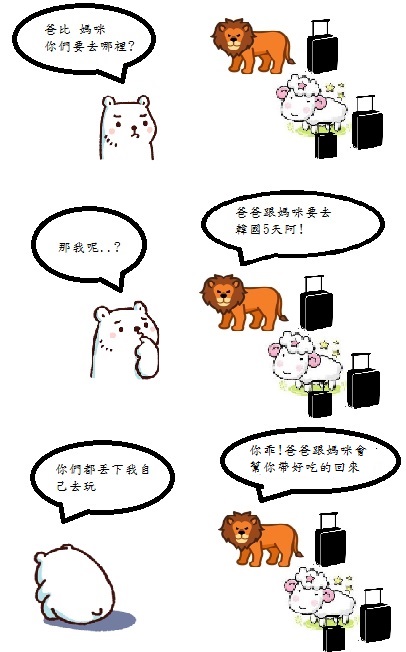 爸比 媽咪
你們要去哪裡?
爸爸跟媽咪要去
韓國5天阿!
那我呢..?
你乖!爸爸跟媽咪會
幫你帶好吃的回來
你們都丟下我自
己去玩